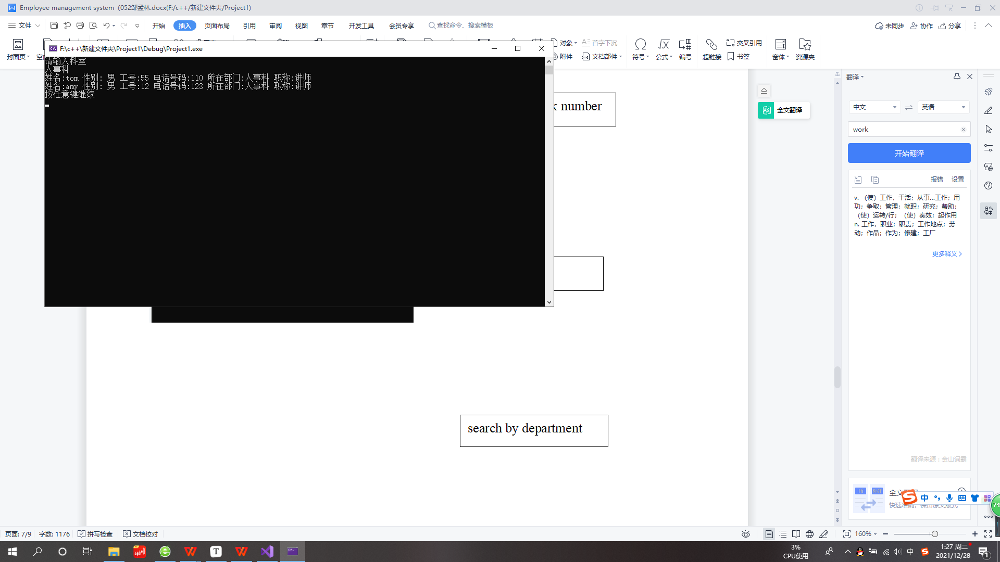 Employee management system（052邹孟林.docx(F:/c++/新建文件夹/Project1)
文件 开始 插入 页面布局 引用 审阅 视图 章节 开发工具 会员专享 查找命令、搜索模板 未同步 协作 分享
封面页 对象 首字下沉 附件 文档部件 符号 公式 编号 超链接 交叉引用 书签 窗体 资源夹
F:\c++\新建文件夹\Project1\Debug\Project1.exe
请输入科室
人事科
姓名:tom 性别: 男 工号:55 电话号码:110 所在部门:人事科 职称:讲师
姓名:amy 性别: 男 工号:12 电话号码:123 所在部门:人事科 职称:讲师
按任意键继续
number
search by department
全文翻译
翻译
中文 英语
work
开始翻译
报错 设置
v. （使）工作，干活；从事...工作；用
功；争取；管理；就职；研究；帮助；
（使）运转/行；（使）奏效；起作用
n. 工作，职业；职责；工作地点；劳
动；作品；作为；修建；工厂
更多释义
翻译来源：金山词霸
Hi 你好
中
74
页面: 7/9 字数: 1176 拼写检查 文档校对 160%
3%
CPU使用
中
1:27 周二
2021/12/28
1